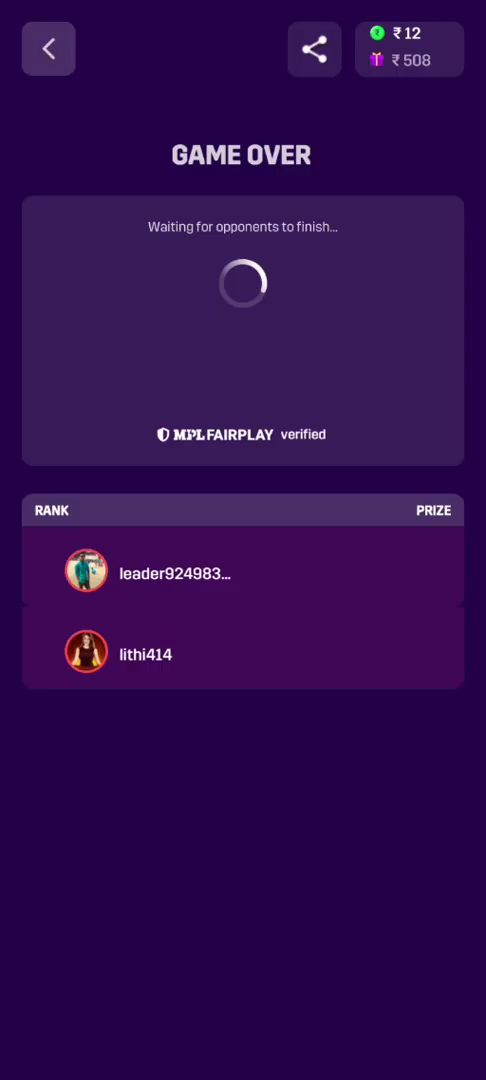 ₹ 12
₹ 508
GAME OVER
Waiting for opponents to finish...
MPL FAIRPLAY verified
RANK PRIZE
leader924983...
lithi414